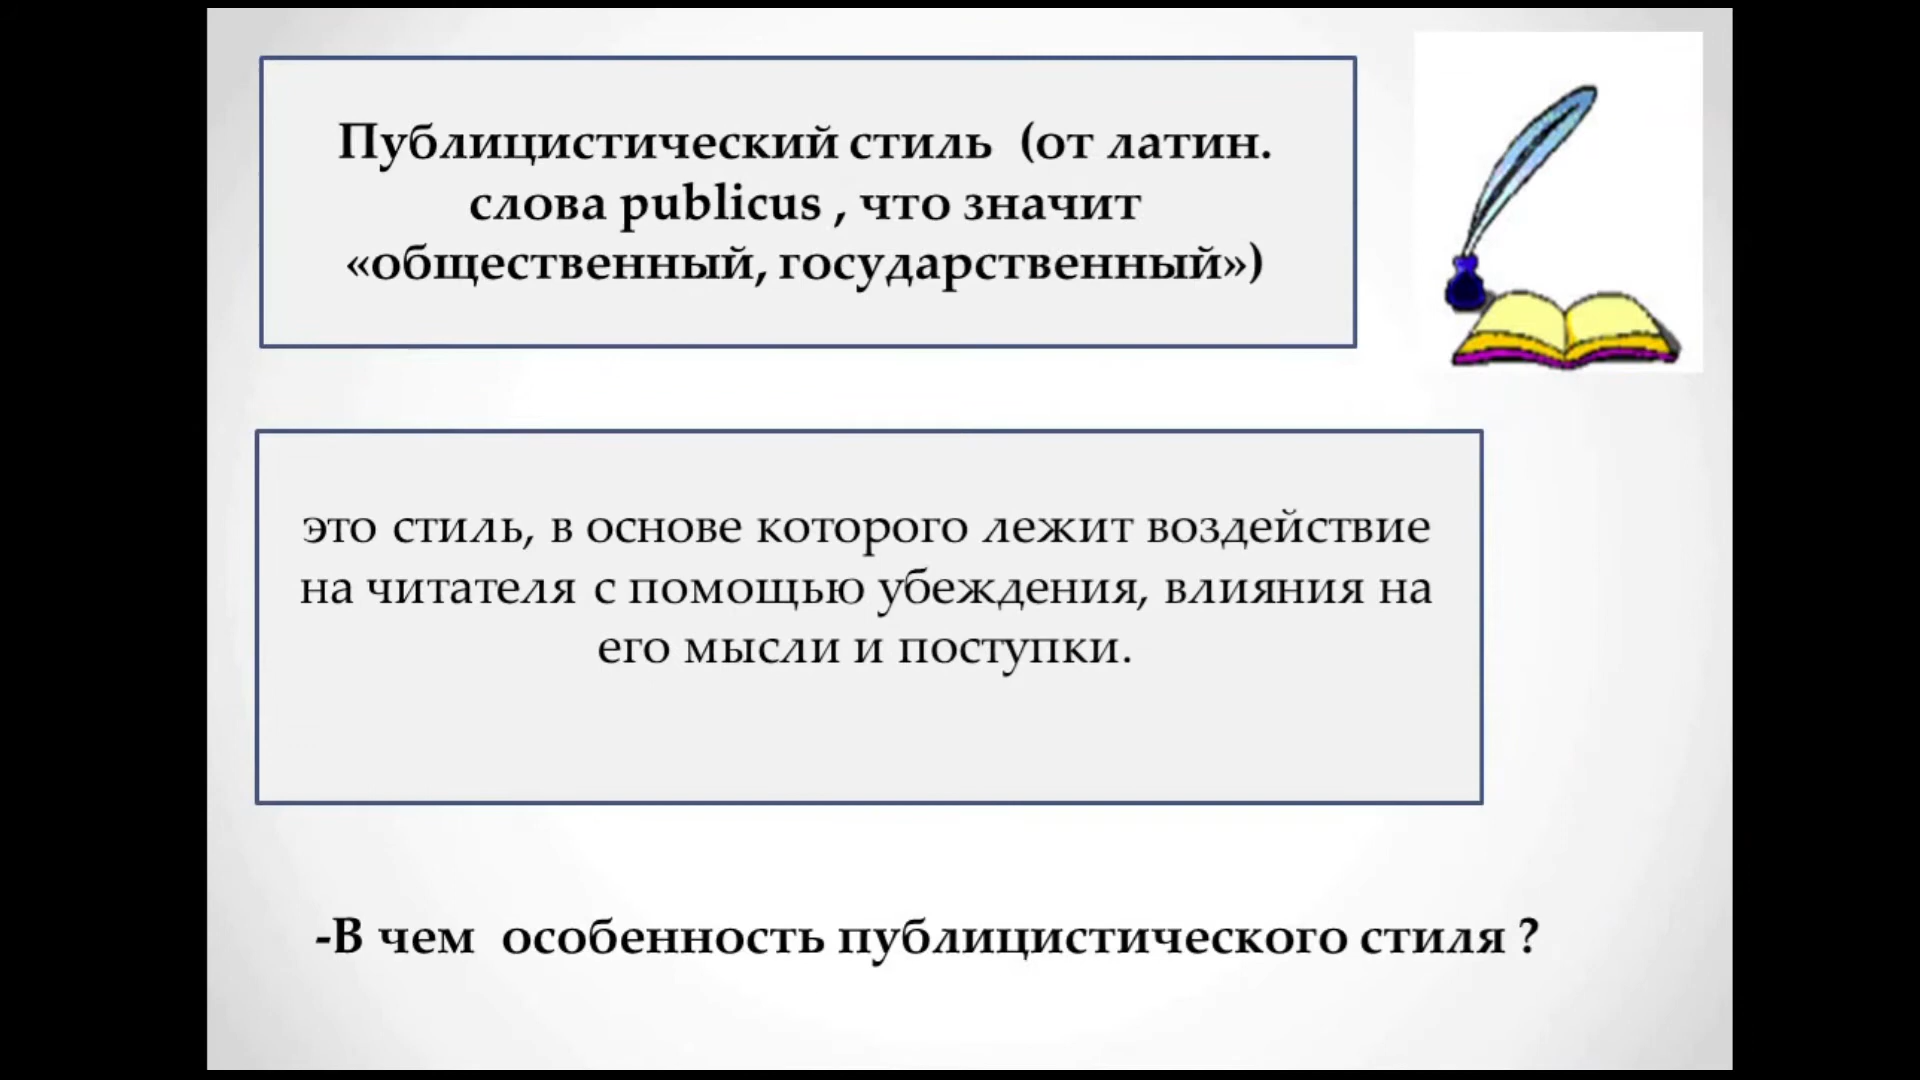 Публицистический стиль (от латин.
слова publicus , что значит
«общественный, государственный»)
это стиль, в основе которого лежит воздействие
на читателя с помощью убеждения, влияния на
его мысли и поступки.
-В чем особенность публицистического стиля ?